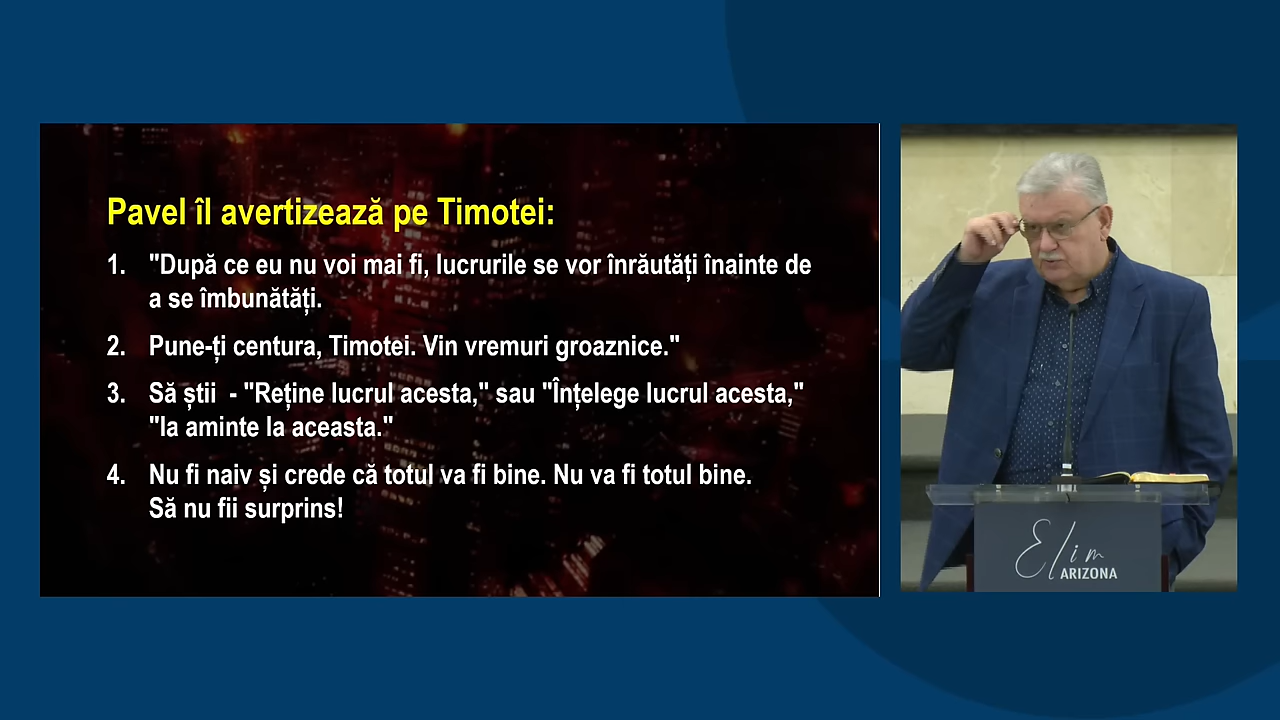 Pavel îl avertizează pe Timotei:
1. "După ce eu nu voi mai fi, lucrurile se vor înrăutăți înainte de
a se îmbunătăți.
2. Pune-ți centura, Timotei. Vin vremuri groaznice."
3. Să știi - "Reține lucrul acesta," sau "Înțelege lucrul acesta,"
"Ia aminte la aceasta."
4. Nu fi naiv și crede că totul va fi bine. Nu va fi totul bine.
Să nu fii surprins!
Elim
ARIZONA